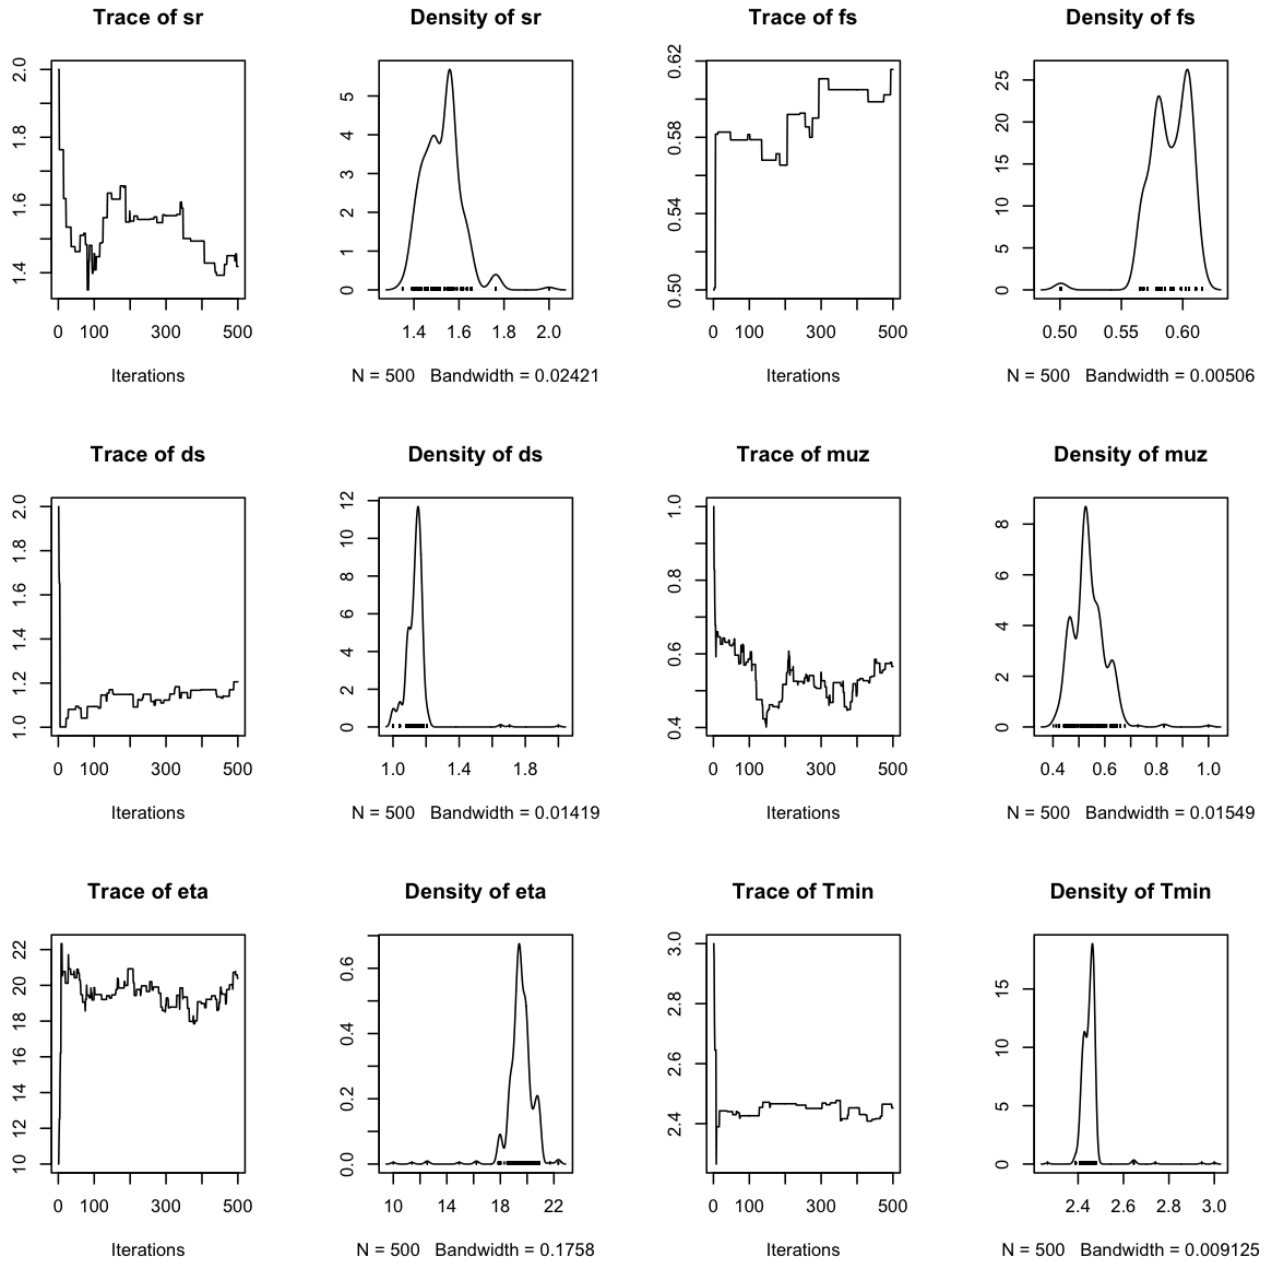 Trace of sr
2.0
1.8
1.6
1.4
0 100 300 500
Iterations
Density of sr
5
4
3
2
1
0
1.4 1.6 1.8 2.0
N = 500 Bandwidth = 0.02421
Trace of fs
0.62
0.58
0.54
0.50
0 100 300 500
Iterations
Density of fs
25
20
15
10
5
0
0.50 0.55 0.60
N = 500 Bandwidth = 0.00506
Trace of ds
2.0
1.8
1.6
1.4
1.2
1.0
0 100 300 500
Iterations
Density of ds
12
10
8
6
4
2
0
1.0 1.4 1.8
N = 500 Bandwidth = 0.01419
Trace of muz
1.0
0.8
0.6
0.4
0 100 300 500
Iterations
Density of muz
8
6
4
2
0
0.4 0.6 0.8 1.0
N = 500 Bandwidth = 0.01549
Trace of eta
22
20
18
16
14
12
10
0 100 300 500
Iterations
Density of eta
0.6
0.4
0.2
0.0
10 14 18 22
N = 500 Bandwidth = 0.1758
Trace of Tmin
3.0
2.8
2.6
2.4
0 100 300 500
Iterations
Density of Tmin
15
10
5
0
2.4 2.6 2.8 3.0
N = 500 Bandwidth = 0.009125